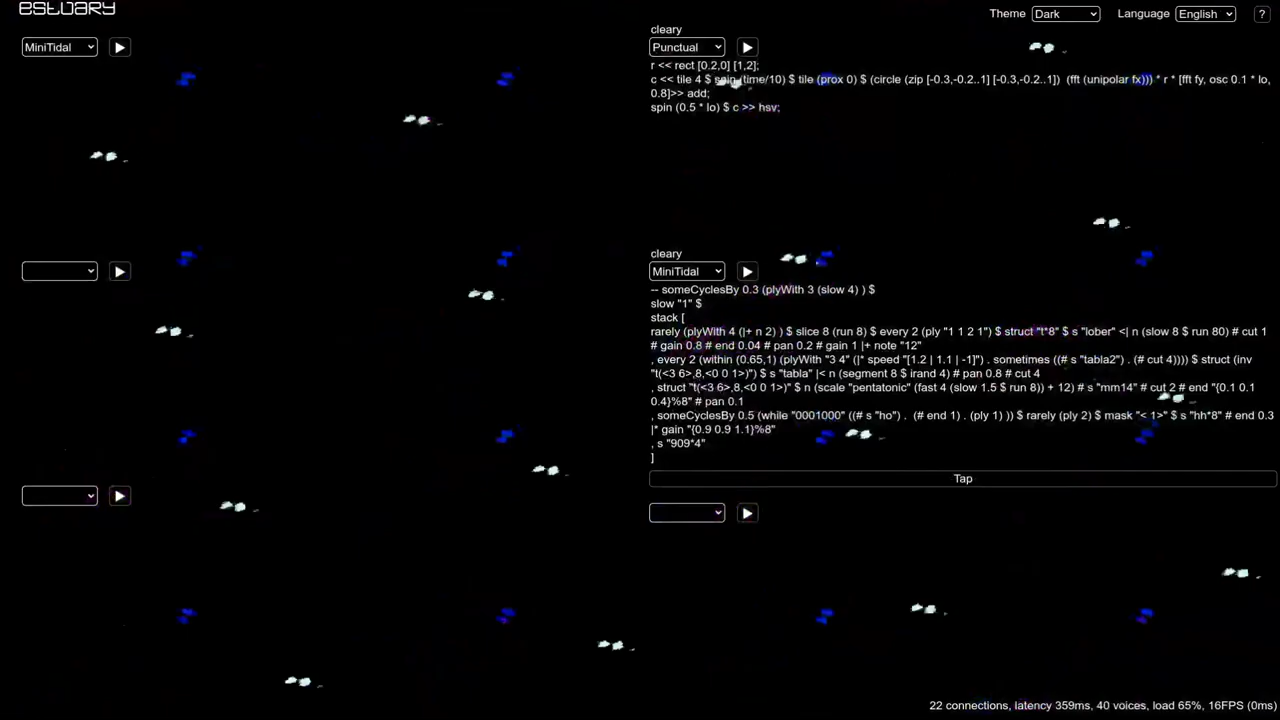 estuary
Theme Dark Language English ?
cleary
MiniTidal
Punctual
r << rect [0.2,0] [1,2];
c << tile 4 $ spin (time/10) $ tile (prox 0) $ (circle (zip [-0.3,-0.2..1] [-0.3,-0.2..1]) (fft (unipolar fx))) * r * [fft fy, osc 0.1 * lo,
0.8]>> add;
spin (0.5 * lo) $ c >> hsv;
cleary
MiniTidal
-- someCyclesBy 0.3 (plyWith 3 (slow 4) ) $
slow "1" $
stack [
rarely (plyWith 4 (|+ n 2) ) $ slice 8 (run 8) $ every 2 (ply "1 1 2 1") $ struct "t*8" $ s "lober" <| n (slow 8 $ run 80) # cut 1
# gain 0.8 # end 0.04 # pan 0.2 # gain 1 |+ note "12"
, every 2 (within (0.65,1) (plyWith "3 4" (|* speed "[1.2 | 1.1 | -1]") . sometimes ((# s "tabla2") . (# cut 4)))) $ struct (inv
"t(<3 6>,8,<0 0 1>)") $ s "tabla" |< n (segment 8 $ irand 4) # pan 0.8 # cut 4
, struct "t(<3 6>,8,<0 0 1>)" $ n (scale "pentatonic" (fast 4 (slow 1.5 $ run 8)) + 12) # s "mm14" # cut 2 # end "{0.1 0.1
0.4}%8" # pan 0.1
, someCyclesBy 0.5 (while "0001000" ((# s "ho") . (# end 1) . (ply 1) )) $ rarely (ply 2) $ mask "< 1>" $ s "hh*8" # end 0.3
|* gain "{0.9 0.9 1.1}%8"
, s "909*4"
]
Tap
22 connections, latency 359ms, 40 voices, load 65%, 16FPS (0ms)